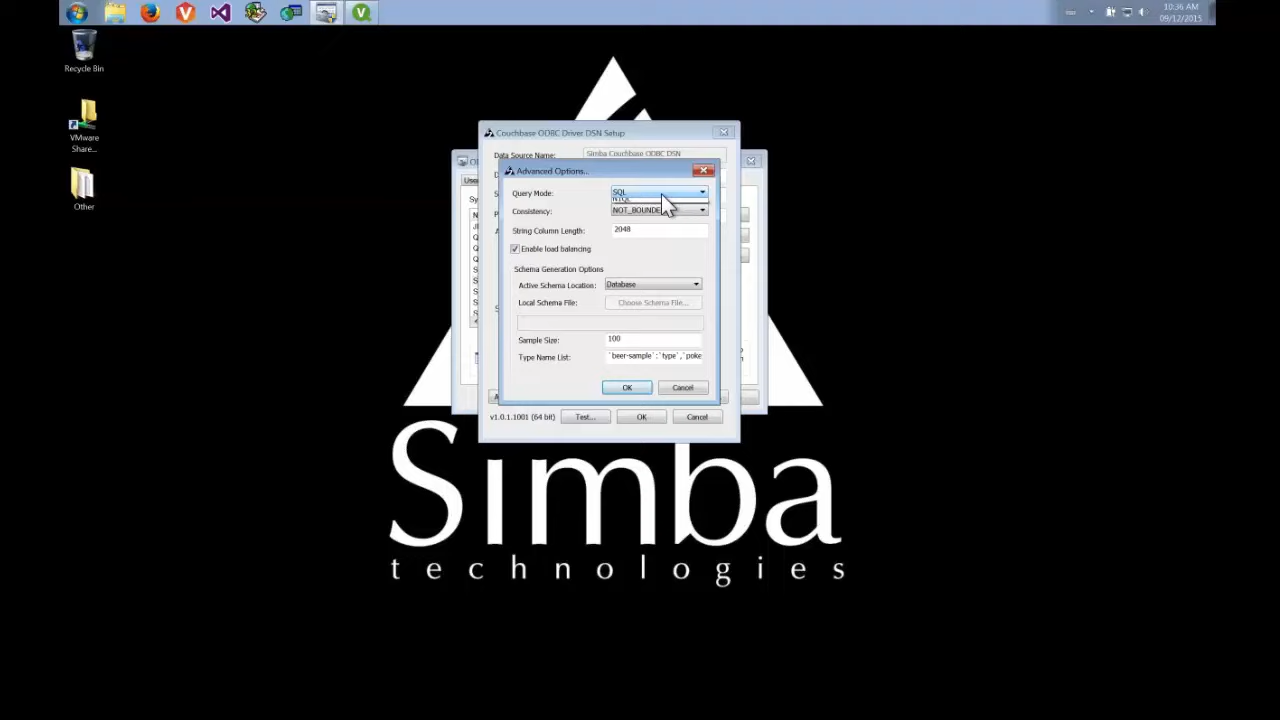 10:36 AM
09/12/2015
Recycle Bin
VMware
Share...
Other
Couchbase ODBC Driver DSN Setup
Data Source Name:
Simba Couchbase ODBC DSN
Advanced Options...
Query Mode:
SQL
Consistency:
String Column Length:
2048
Enable load balancing
Schema Generation Options
Active Schema Location:
Database
Local Schema File:
Choose Schema File...
Sample Size:
100
Type Name List:
`beer-sample`:`type`,`poke
OK
Cancel
v1.0.1.1001 (64 bit)
Test...
OK
Cancel
Simba
technologies